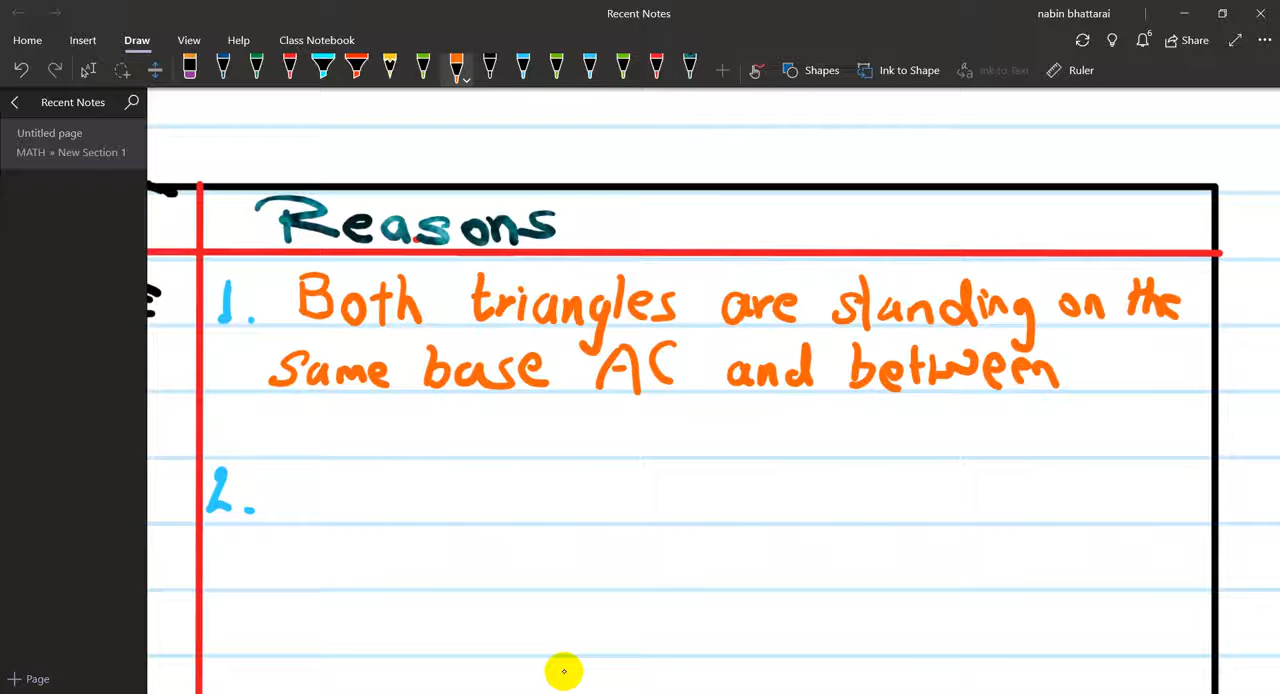 Recent Notes
nabin bhattarai
Home Insert Draw View Help Class Notebook
6
Share
Shapes Ink to Shape Ink to Text Ruler
Recent Notes
Untitled page
MATH » New Section 1
Reasons
1. Both triangles are standing on the
same base AC and between
2.
Page